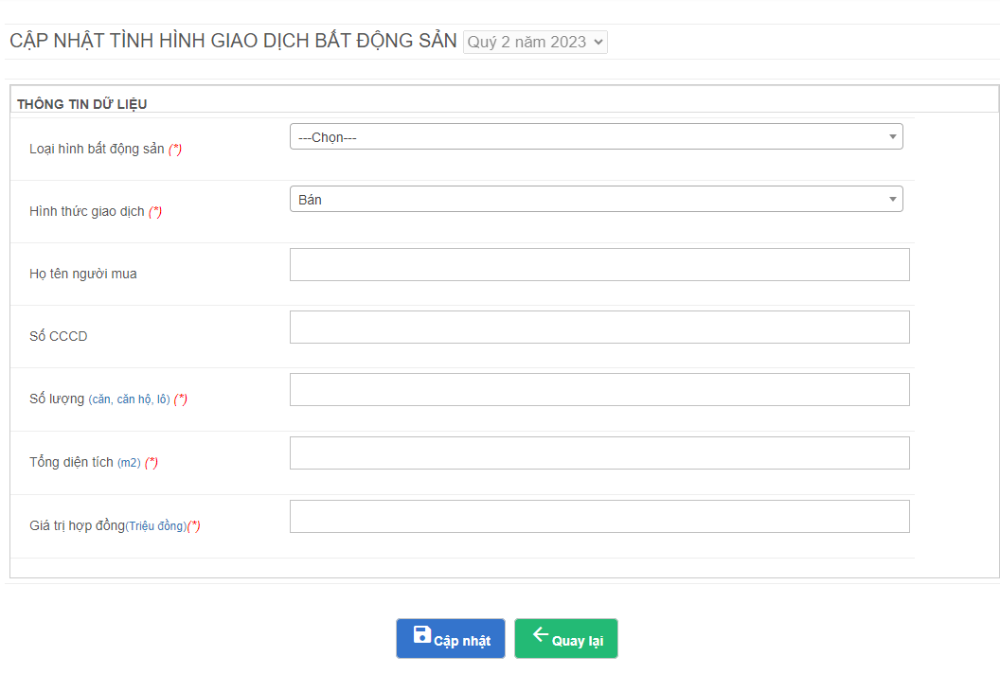 CẬP NHẬT TÌNH HÌNH GIAO DỊCH BẤT ĐỘNG SẢN Quý 2 năm 2023
THÔNG TIN DỮ LIỆU
Loại hình bất động sản (*) ---Chọn---
Hình thức giao dịch (*) Bán
Họ tên người mua
Số CCCD
Số lượng (căn, căn hộ, lô) (*)
Tổng diện tích (m2) (*)
Giá trị hợp đồng(Triệu đồng)(*)
Cập nhật Quay lại